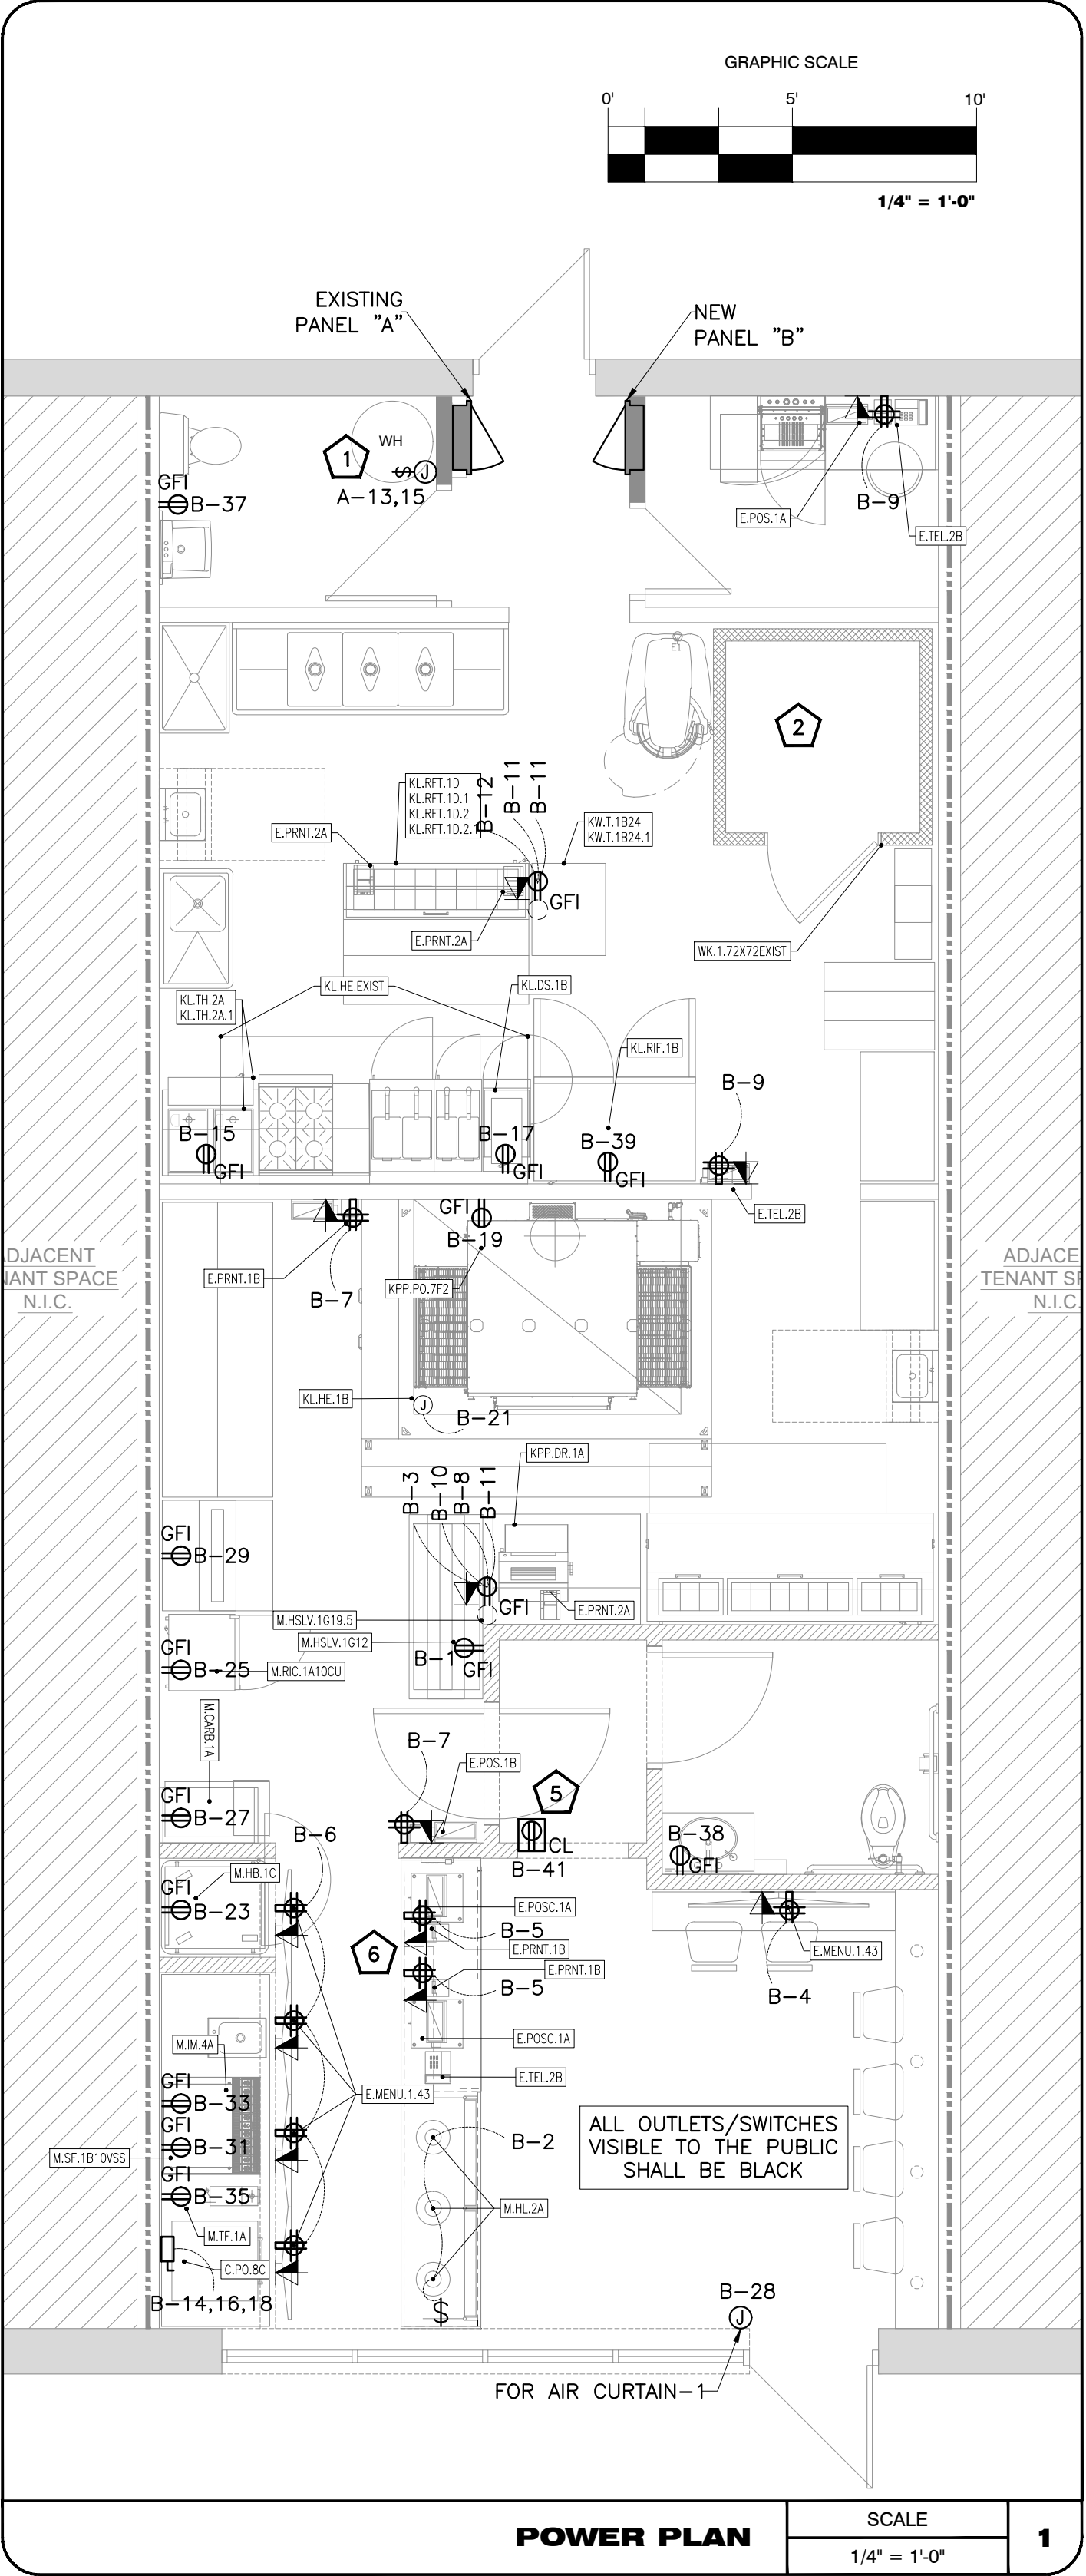 GRAPHIC SCALE
0' 5' 10'
1/4" = 1'-0"
EXISTING
PANEL "A"
NEW
PANEL "B"
WH
1
$ J
A-13,15
GFI
B-37
B-9
E.POS.1A
E.TEL.2B
E1
2
KL.RFT.1D
KL.RFT.1D.1
KL.RFT.1D.2
KL.RFT.1D.2.1
B-12
B-11
B-11
KW.T.1B24
KW.T.1B24.1
E.PRNT.2A
GFI
E.PRNT.2A
WK.1.72X72EXIST
KL.HE.EXIST
KL.DS.1B
KL.TH.2A
KL.TH.2A.1
KL.RIF.1B
B-9
B-15
GFI
B-17
GFI
B-39
GFI
E.TEL.2B
GFI
B-19
ADJACENT
NANT SPACE
N.I.C.
ADJACE
TENANT SP
N.I.C.
E.PRNT.1B
B-7
KPP.PO.7F2
KL.HE.1B
J
B-21
KPP.DR.1A
B-3
B-10
B-8
B-11
GFI
B-29
GFI
E.PRNT.2A
M.HSLV.1G19.5
M.HSLV.1G12
B-1
GFI
GFI
B-25
M.RIC.1A10CU
M.CARB.1A
B-7
E.POS.1B
5
GFI
B-27
B-6
CL
B-41
B-38
GFI
M.HB.1C
GFI
B-23
E.POSC.1A
B-5
6
E.PRNT.1B
E.PRNT.1B
B-5
E.MENU.1.43
B-4
M.IM.4A
E.POSC.1A
E.TEL.2B
GFI
B-33
E.MENU.1.43
GFI
B-31
M.SF.1B10VSS
B-2
ALL OUTLETS/SWITCHES
VISIBLE TO THE PUBLIC
SHALL BE BLACK
GFI
B-35
M.HL.2A
M.TF.1A
C.PO.8C
B-14,16,18
$
B-28
J
FOR AIR CURTAIN-1
POWER PLAN
SCALE
1/4" = 1'-0"
1